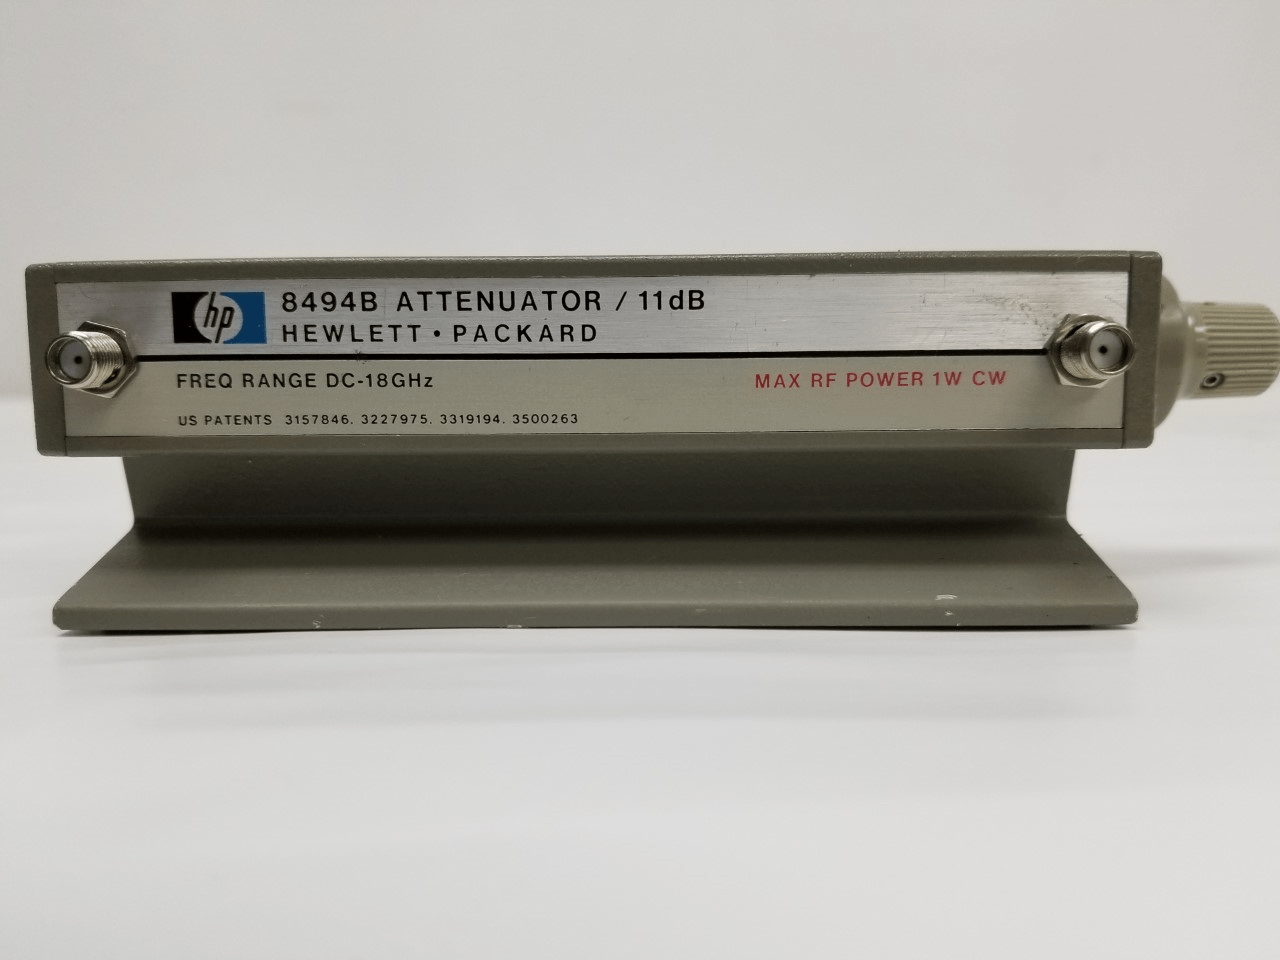 hp
8494B ATTENUATOR / 11dB
HEWLETT • PACKARD
FREQ RANGE DC-18GHz
MAX RF POWER 1W CW
US PATENTS 3157846. 3227975. 3319194. 3500263